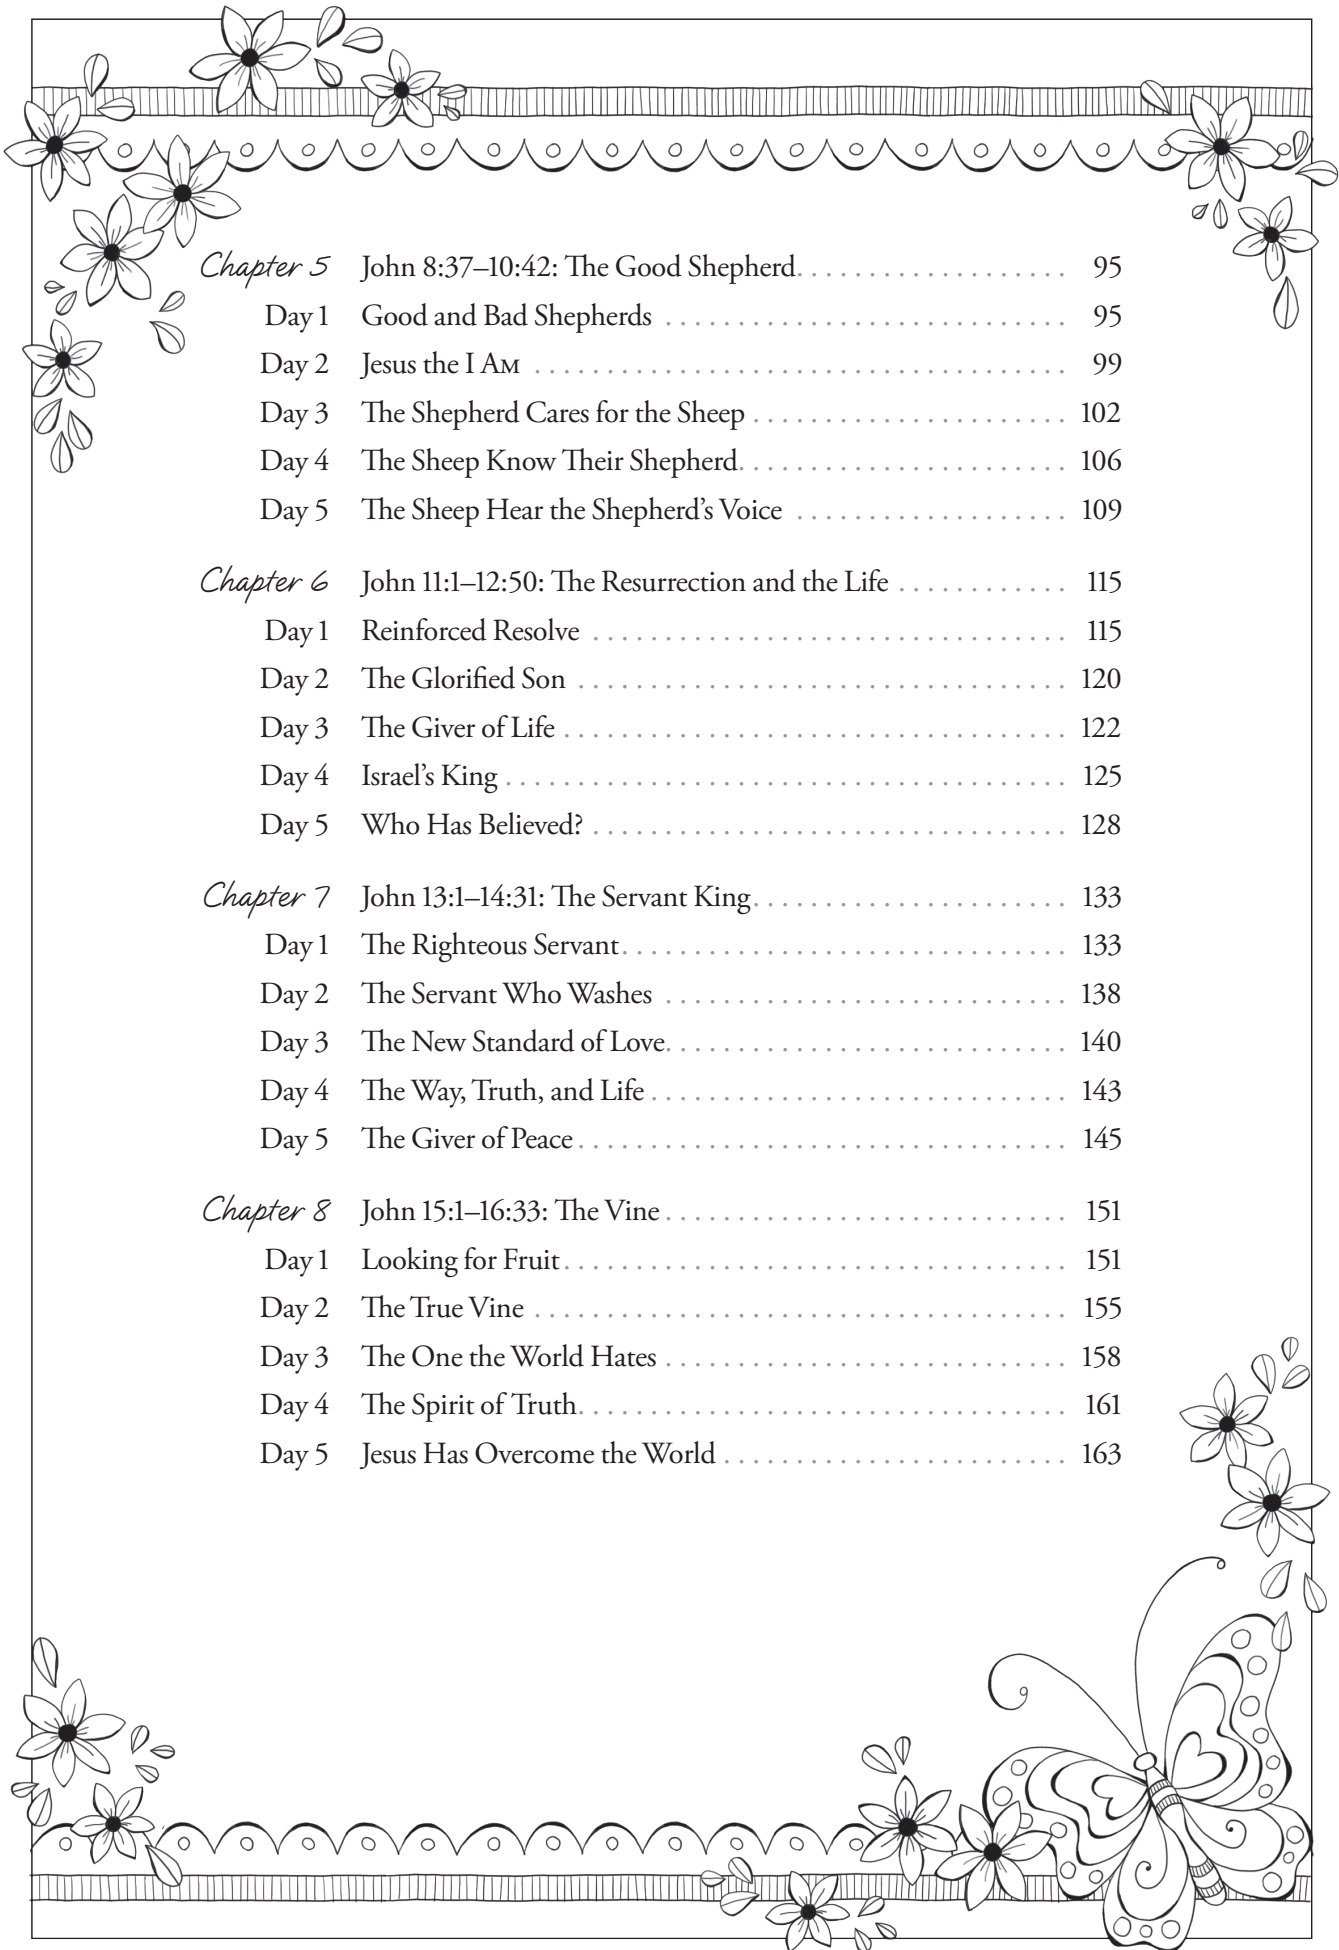 Chapter 5 John 8:37–10:42: The Good Shepherd. . . . . . . . . . . . . . . . . . . 95
Day 1 Good and Bad Shepherds . . . . . . . . . . . . . . . . . . . . . . . . . . . . 95
Day 2 Jesus the I Am . . . . . . . . . . . . . . . . . . . . . . . . . . . . . . . . . . . . . 99
Day 3 The Shepherd Cares for the Sheep . . . . . . . . . . . . . . . . . . . . . . 102
Day 4 The Sheep Know Their Shepherd. . . . . . . . . . . . . . . . . . . . . . . 106
Day 5 The Sheep Hear the Shepherd’s Voice . . . . . . . . . . . . . . . . . . . 109
Chapter 6 John 11:1–12:50: The Resurrection and the Life . . . . . . . . . . . . 115
Day 1 Reinforced Resolve . . . . . . . . . . . . . . . . . . . . . . . . . . . . . . . . . 115
Day 2 The Glorified Son . . . . . . . . . . . . . . . . . . . . . . . . . . . . . . . . . . 120
Day 3 The Giver of Life . . . . . . . . . . . . . . . . . . . . . . . . . . . . . . . . . . . 122
Day 4 Israel’s King . . . . . . . . . . . . . . . . . . . . . . . . . . . . . . . . . . . . . . . 125
Day 5 Who Has Believed? . . . . . . . . . . . . . . . . . . . . . . . . . . . . . . . . . 128
Chapter 7 John 13:1–14:31: The Servant King. . . . . . . . . . . . . . . . . . . . . . 133
Day 1 The Righteous Servant. . . . . . . . . . . . . . . . . . . . . . . . . . . . . . . 133
Day 2 The Servant Who Washes . . . . . . . . . . . . . . . . . . . . . . . . . . . . 138
Day 3 The New Standard of Love. . . . . . . . . . . . . . . . . . . . . . . . . . . . 140
Day 4 The Way, Truth, and Life . . . . . . . . . . . . . . . . . . . . . . . . . . . . . 143
Day 5 The Giver of Peace . . . . . . . . . . . . . . . . . . . . . . . . . . . . . . . . . . 145
Chapter 8 John 15:1–16:33: The Vine . . . . . . . . . . . . . . . . . . . . . . . . . . . . 151
Day 1 Looking for Fruit . . . . . . . . . . . . . . . . . . . . . . . . . . . . . . . . . . . 151
Day 2 The True Vine . . . . . . . . . . . . . . . . . . . . . . . . . . . . . . . . . . . . . 155
Day 3 The One the World Hates . . . . . . . . . . . . . . . . . . . . . . . . . . . . 158
Day 4 The Spirit of Truth. . . . . . . . . . . . . . . . . . . . . . . . . . . . . . . . . . 161
Day 5 Jesus Has Overcome the World . . . . . . . . . . . . . . . . . . . . . . . . 163